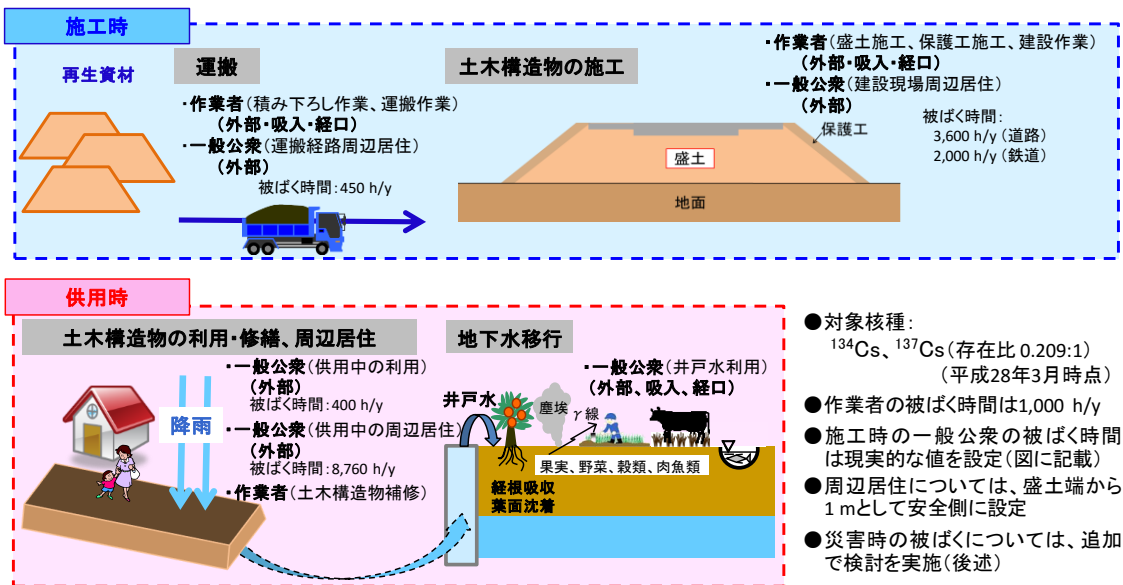 施工時
再生資材
運搬
・作業者(積み下ろし作業、運搬作業)
(外部・吸入・経口)
・一般公衆(運搬経路周辺居住)
(外部)
被ばく時間:450 h/y
土木構造物の施工
・作業者(盛土施工、保護工施工、建設作業)
(外部・吸入・経口)
・一般公衆(建設現場周辺居住)
(外部)
被ばく時間:
3,600 h/y (道路)
2,000 h/y (鉄道)
保護工
盛土
地面
供用時
土木構造物の利用・修繕、周辺居住
・一般公衆(供用中の利用)
(外部)
被ばく時間:400 h/y
・一般公衆(供用中の周辺居住)
(外部)
被ばく時間:8,760 h/y
・作業者(土木構造物補修)
降雨
地下水移行
・一般公衆(井戸水利用)
(外部、吸入、経口)
井戸水
塵埃
γ線
果実、野菜、穀類、肉魚類
経根吸収
葉面沈着
●対象核種:
¹³⁴Cs、¹³⁷Cs(存在比 0.209:1)
(平成28年3月時点)
●作業者の被ばく時間は1,000 h/y
●施工時の一般公衆の被ばく時間
は現実的な値を設定(図に記載)
●周辺居住については、盛土端から
1 mとして安全側に設定
●災害時の被ばくについては、追加
で検討を実施(後述)